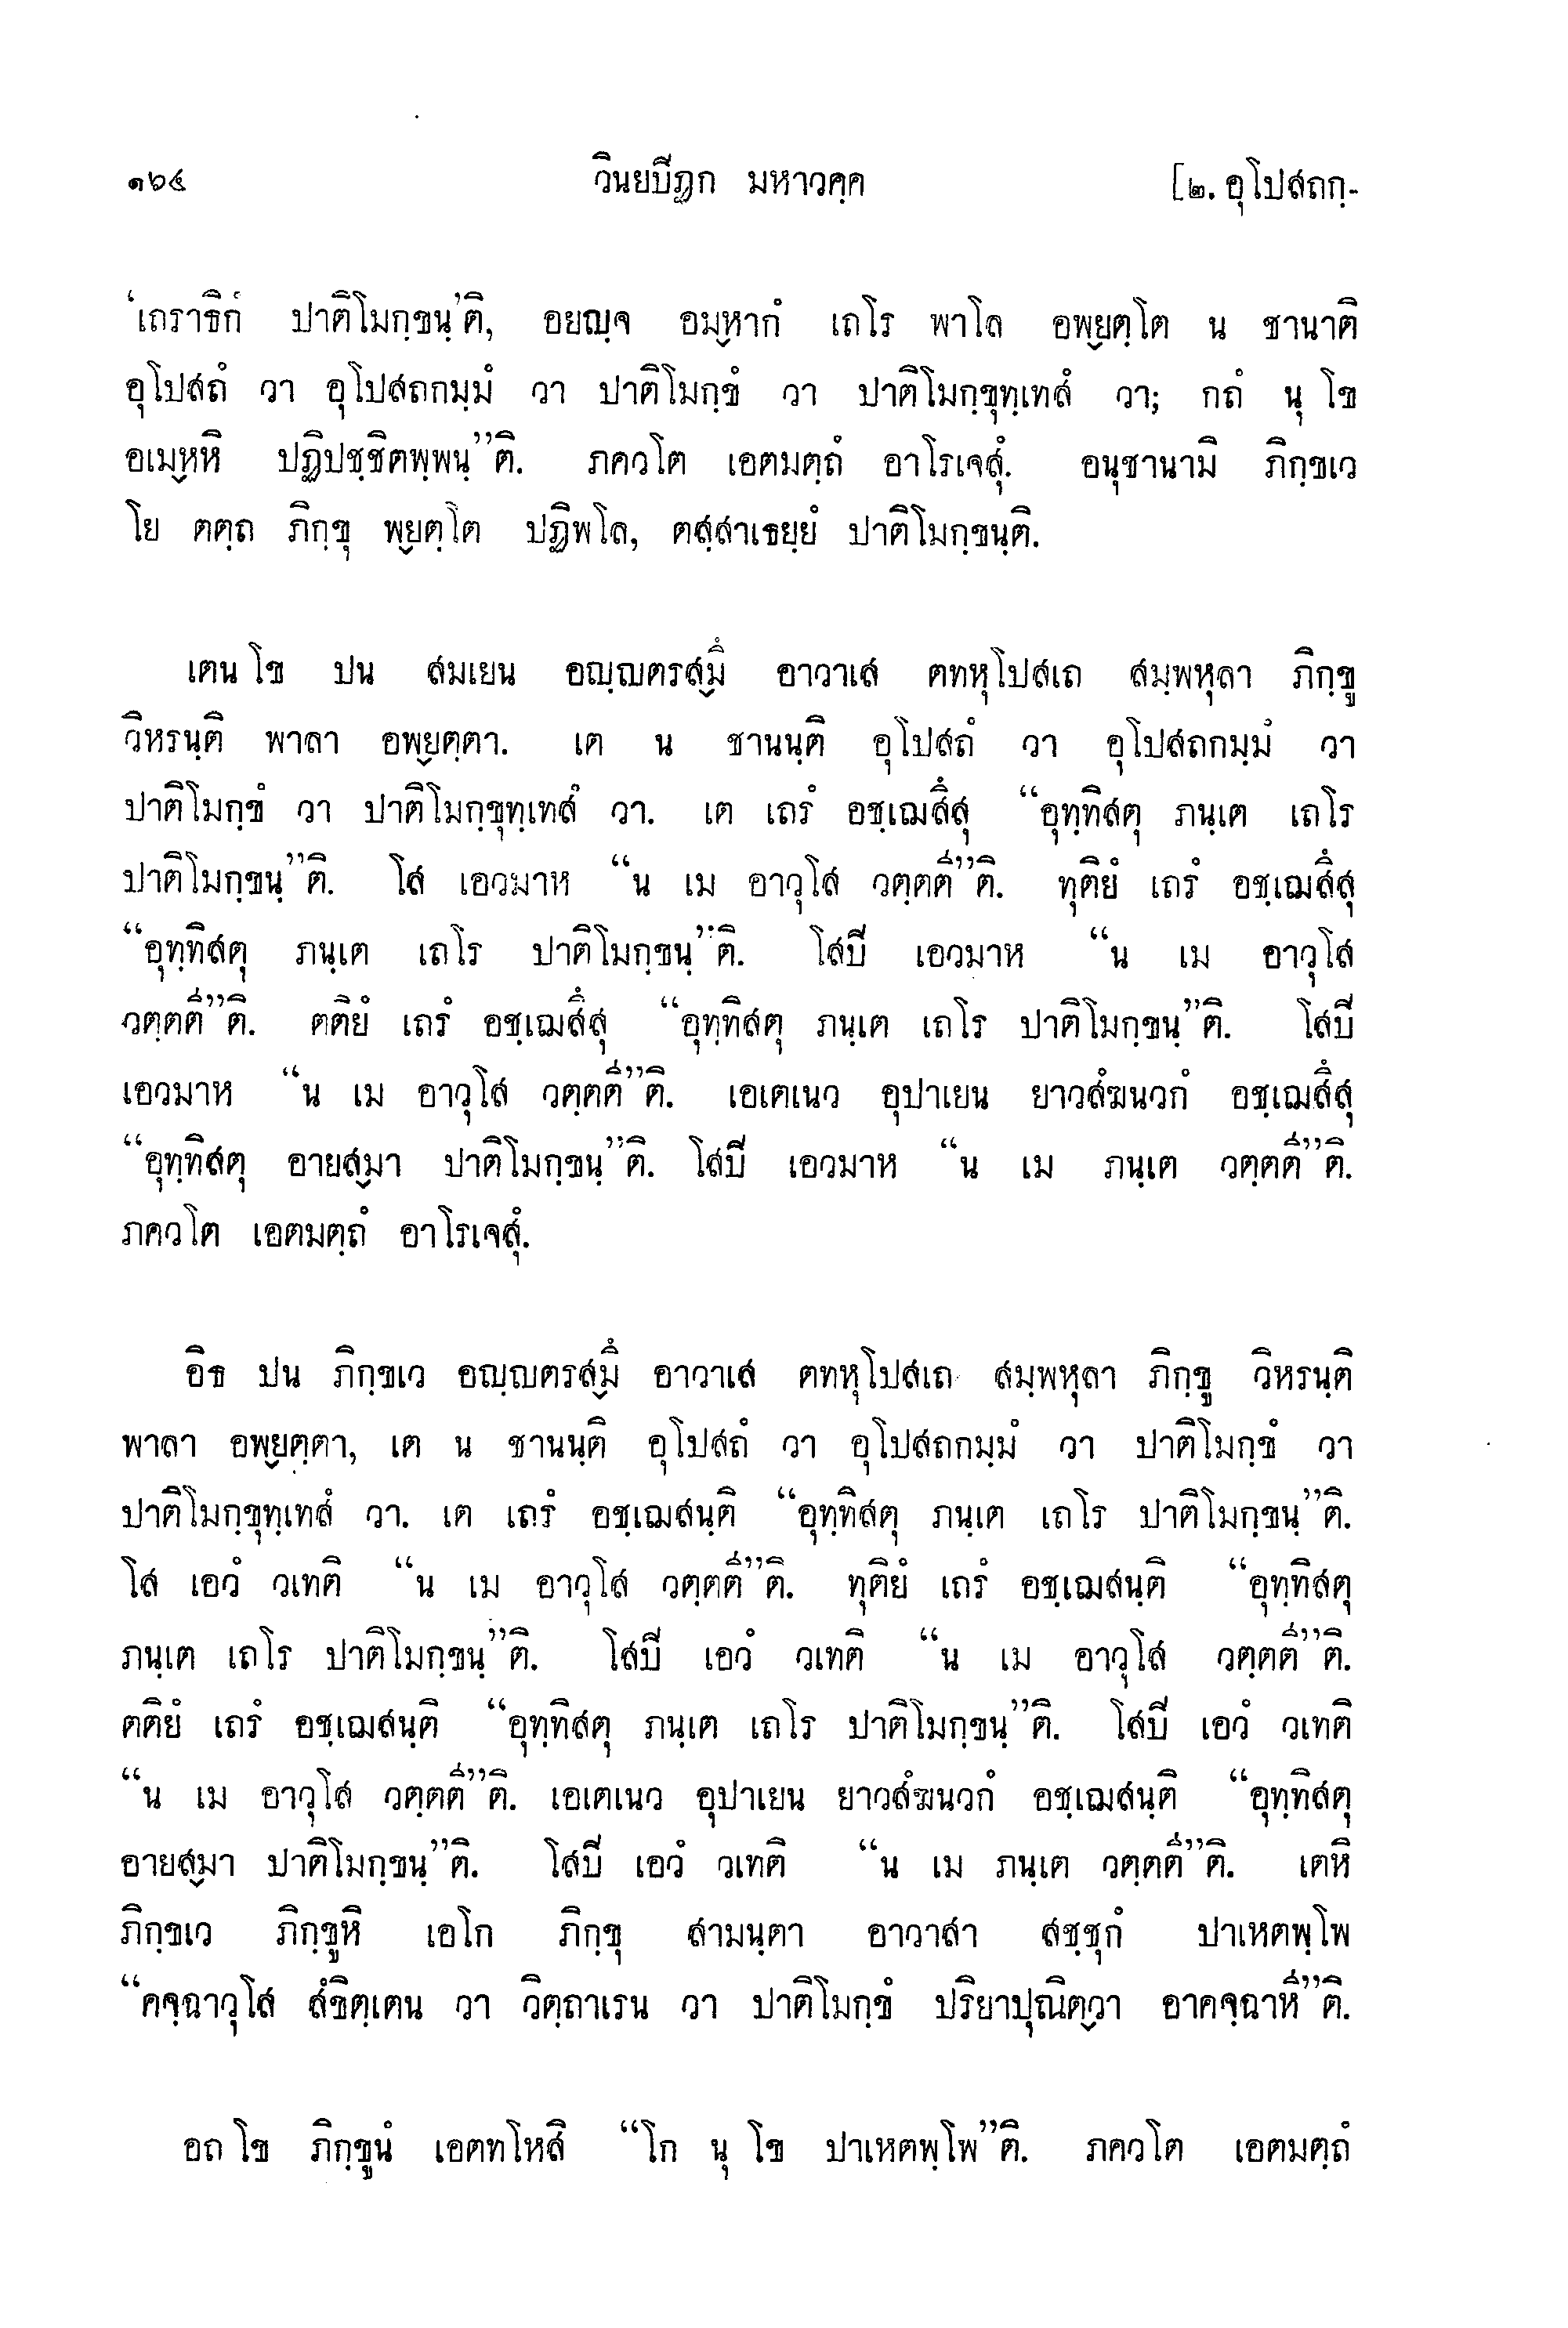 ๑๖๕ วินยปีฏก มหาวคฺค [๒. อุโปสถกฺ-
‘เถราธิกํ ปาติโมกฺขนฺ’ติ, อยญฺจ อมฺหากํ เถโร พาโล อพฺยตฺโต น ชานาติ
อุโปสถํ วา อุโปสถกมฺมํ วา ปาติโมกฺขํ วา ปาติโมกฺขุทฺเทสํ วา; กถํ นุ โข
อเมฺหหิ ปฏิปชฺชิตพฺพนฺ”ติ. ภควโต เอตมตฺถํ อาโรเจสุํ. อนุชานามิ ภิกฺขเว
โย ตตฺถ ภิกฺขุ พฺยตฺโต ปฏิพโล, ตสฺสาเธยฺยํ ปาติโมกฺขนฺติ.
เตน โข ปน สมเยน อญฺญตรสฺมิํ อาวาเส ตทหุโปสเถ สมฺพหุลา ภิกฺขู
วิหรนฺติ พาลา อพฺยตฺตา. เต น ชานนฺติ อุโปสถํ วา อุโปสถกมฺมํ วา
ปาติโมกฺขํ วา ปาติโมกฺขุทฺเทสํ วา. เต เถรํ อชฺเฌสิํสุ “อุทฺทิสตุ ภนฺเต เถโร
ปาติโมกฺขนฺ”ติ. โส เอวมาห “น เม อาวุโส วตฺตตี”ติ. ทุติยํ เถรํ อชฺเฌสิํสุ
“อุทฺทิสตุ ภนฺเต เถโร ปาติโมกฺขนฺ”ติ. โสปี เอวมาห “น เม อาวุโส
วตฺตตี”ติ. ตติยํ เถรํ อชฺเฌสิํสุ “อุทฺทิสตุ ภนฺเต เถโร ปาติโมกฺขนฺ”ติ. โสปี
เอวมาห “น เม อาวุโส วตฺตตี”ติ. เอเตเนว อุปาเยน ยาวสํฆนวกํ อชฺเฌสิํสุ
“อุทฺทิสตุ อายสฺมา ปาติโมกฺขนฺ”ติ. โสปี เอวมาห “น เม ภนฺเต วตฺตตี”ติ.
ภควโต เอตมตฺถํ อาโรเจสุํ.
อิธ ปน ภิกฺขเว อญฺญตรสฺมิํ อาวาเส ตทหุโปสเถ สมฺพหุลา ภิกฺขู วิหรนฺติ
พาลา อพฺยตฺตา, เต น ชานนฺติ อุโปสถํ วา อุโปสถกมฺมํ วา ปาติโมกฺขํ วา
ปาติโมกฺขุทฺเทสํ วา. เต เถรํ อชฺเฌสนฺติ “อุทฺทิสตุ ภนฺเต เถโร ปาติโมกฺขนฺ”ติ.
โส เอวํ วเทติ “น เม อาวุโส วตฺตตี”ติ. ทุติยํ เถรํ อชฺเฌสนฺติ “อุทฺทิสตุ
ภนฺเต เถโร ปาติโมกฺขนฺ”ติ. โสปี เอวํ วเทติ “น เม อาวุโส วตฺตตี”ติ.
ตติยํ เถรํ อชฺเฌสนฺติ “อุทฺทิสตุ ภนฺเต เถโร ปาติโมกฺขนฺ”ติ. โสปี เอวํ วเทติ
“น เม อาวุโส วตฺตตี”ติ. เอเตเนว อุปาเยน ยาวสํฆนวกํ อชฺเฌสนฺติ “อุทฺทิสตุ
อายสฺมา ปาติโมกฺขนฺ”ติ. โสปี เอวํ วเทติ “น เม ภนฺเต วตฺตตี”ติ. เตหิ
ภิกฺขเว ภิกฺขูหิ เอโก ภิกฺขุ สามนฺตา อาวาสา สชฺชุกํ ปาเหตพฺโพ
“คจฺฉาวุโส สํขิตฺเตน วา วิตฺถาเรน วา ปาติโมกฺขํ ปริยาปุณิตฺวา อาคจฺฉาหี”ติ.
อถ โข ภิกฺขูนํ เอตทโหสิ “โก นุ โข ปาเหตพฺโพ”ติ. ภควโต เอตมตฺถํ